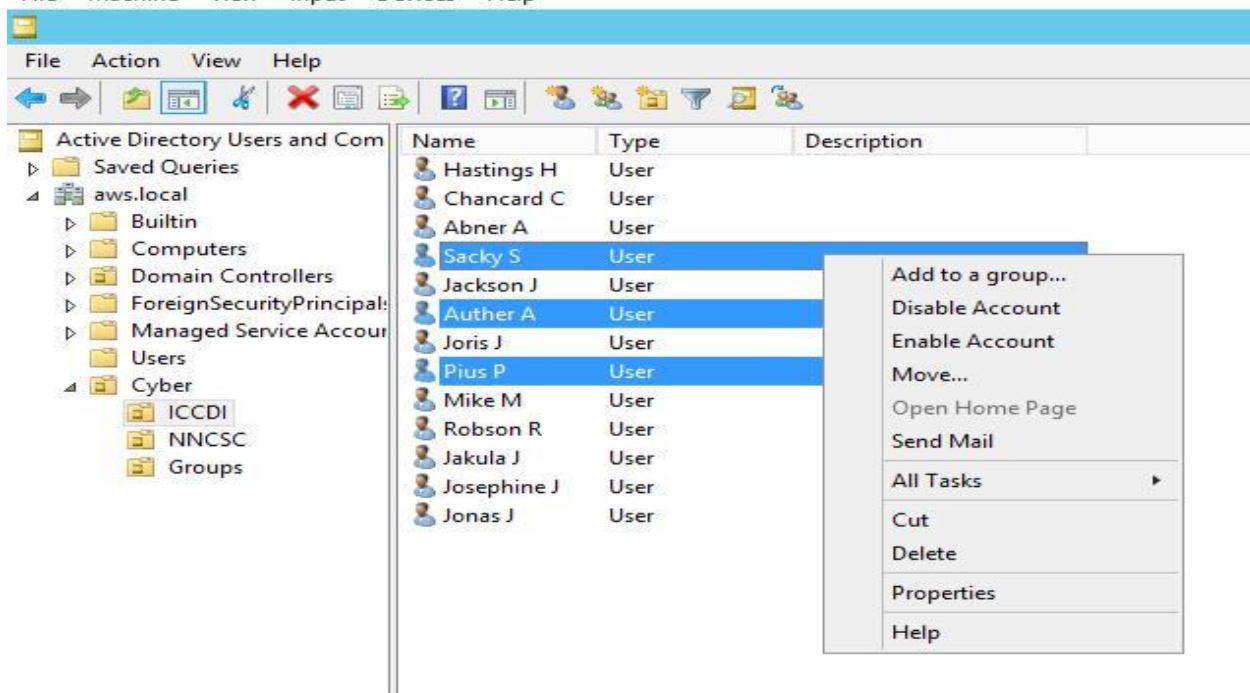 File Machine View Input Devices Help
File Action View Help
Active Directory Users and Com
Saved Queries
aws.local
Builtin
Computers
Domain Controllers
ForeignSecurityPrincipals
Managed Service Accour
Users
Cyber
ICCDI
NNCSC
Groups
Name Type Description
Hastings H User
Chancard C User
Abner A User
Sacky S User
Jackson J User
Auther A User
Joris J User
Pius P User
Mike M User
Robson R User
Jakula J User
Josephine J User
Jonas J User
Add to a group...
Disable Account
Enable Account
Move...
Open Home Page
Send Mail
All Tasks
Cut
Delete
Properties
Help